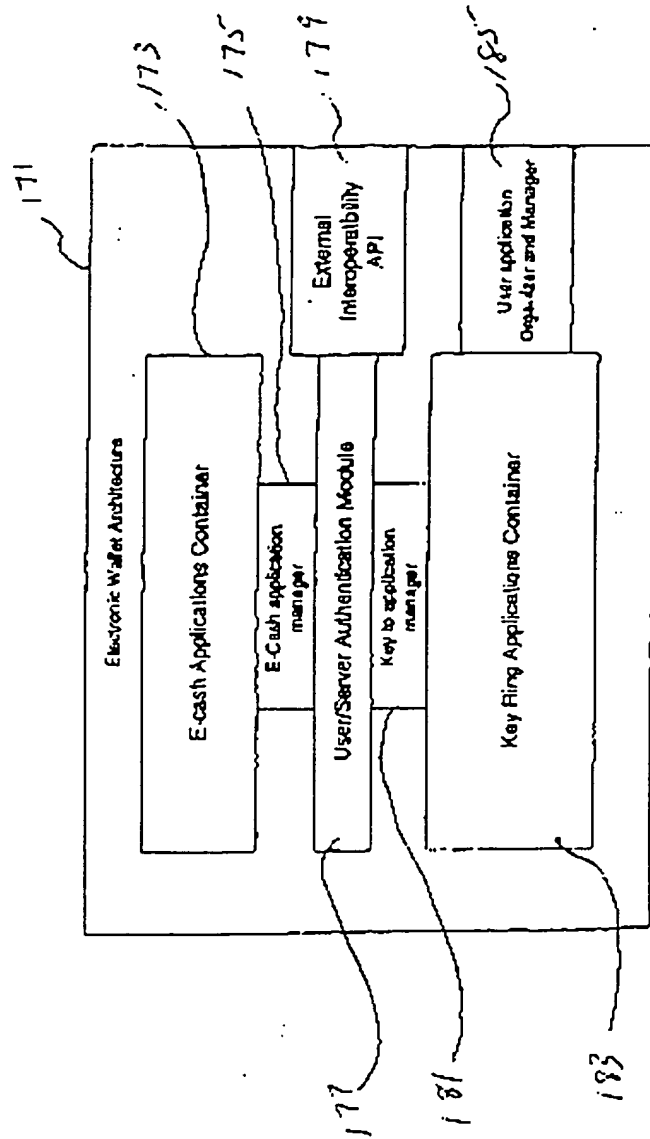 Electronic Wallet Architecture
E-cash Applications Container
E-Cash application
manager
User/Server Authentication Module
External
Interoperatibility
API
Key to application
manager
Key Ring Applications Container
User application
Organizer and Manager
171
173
175
179
185
177
181
183